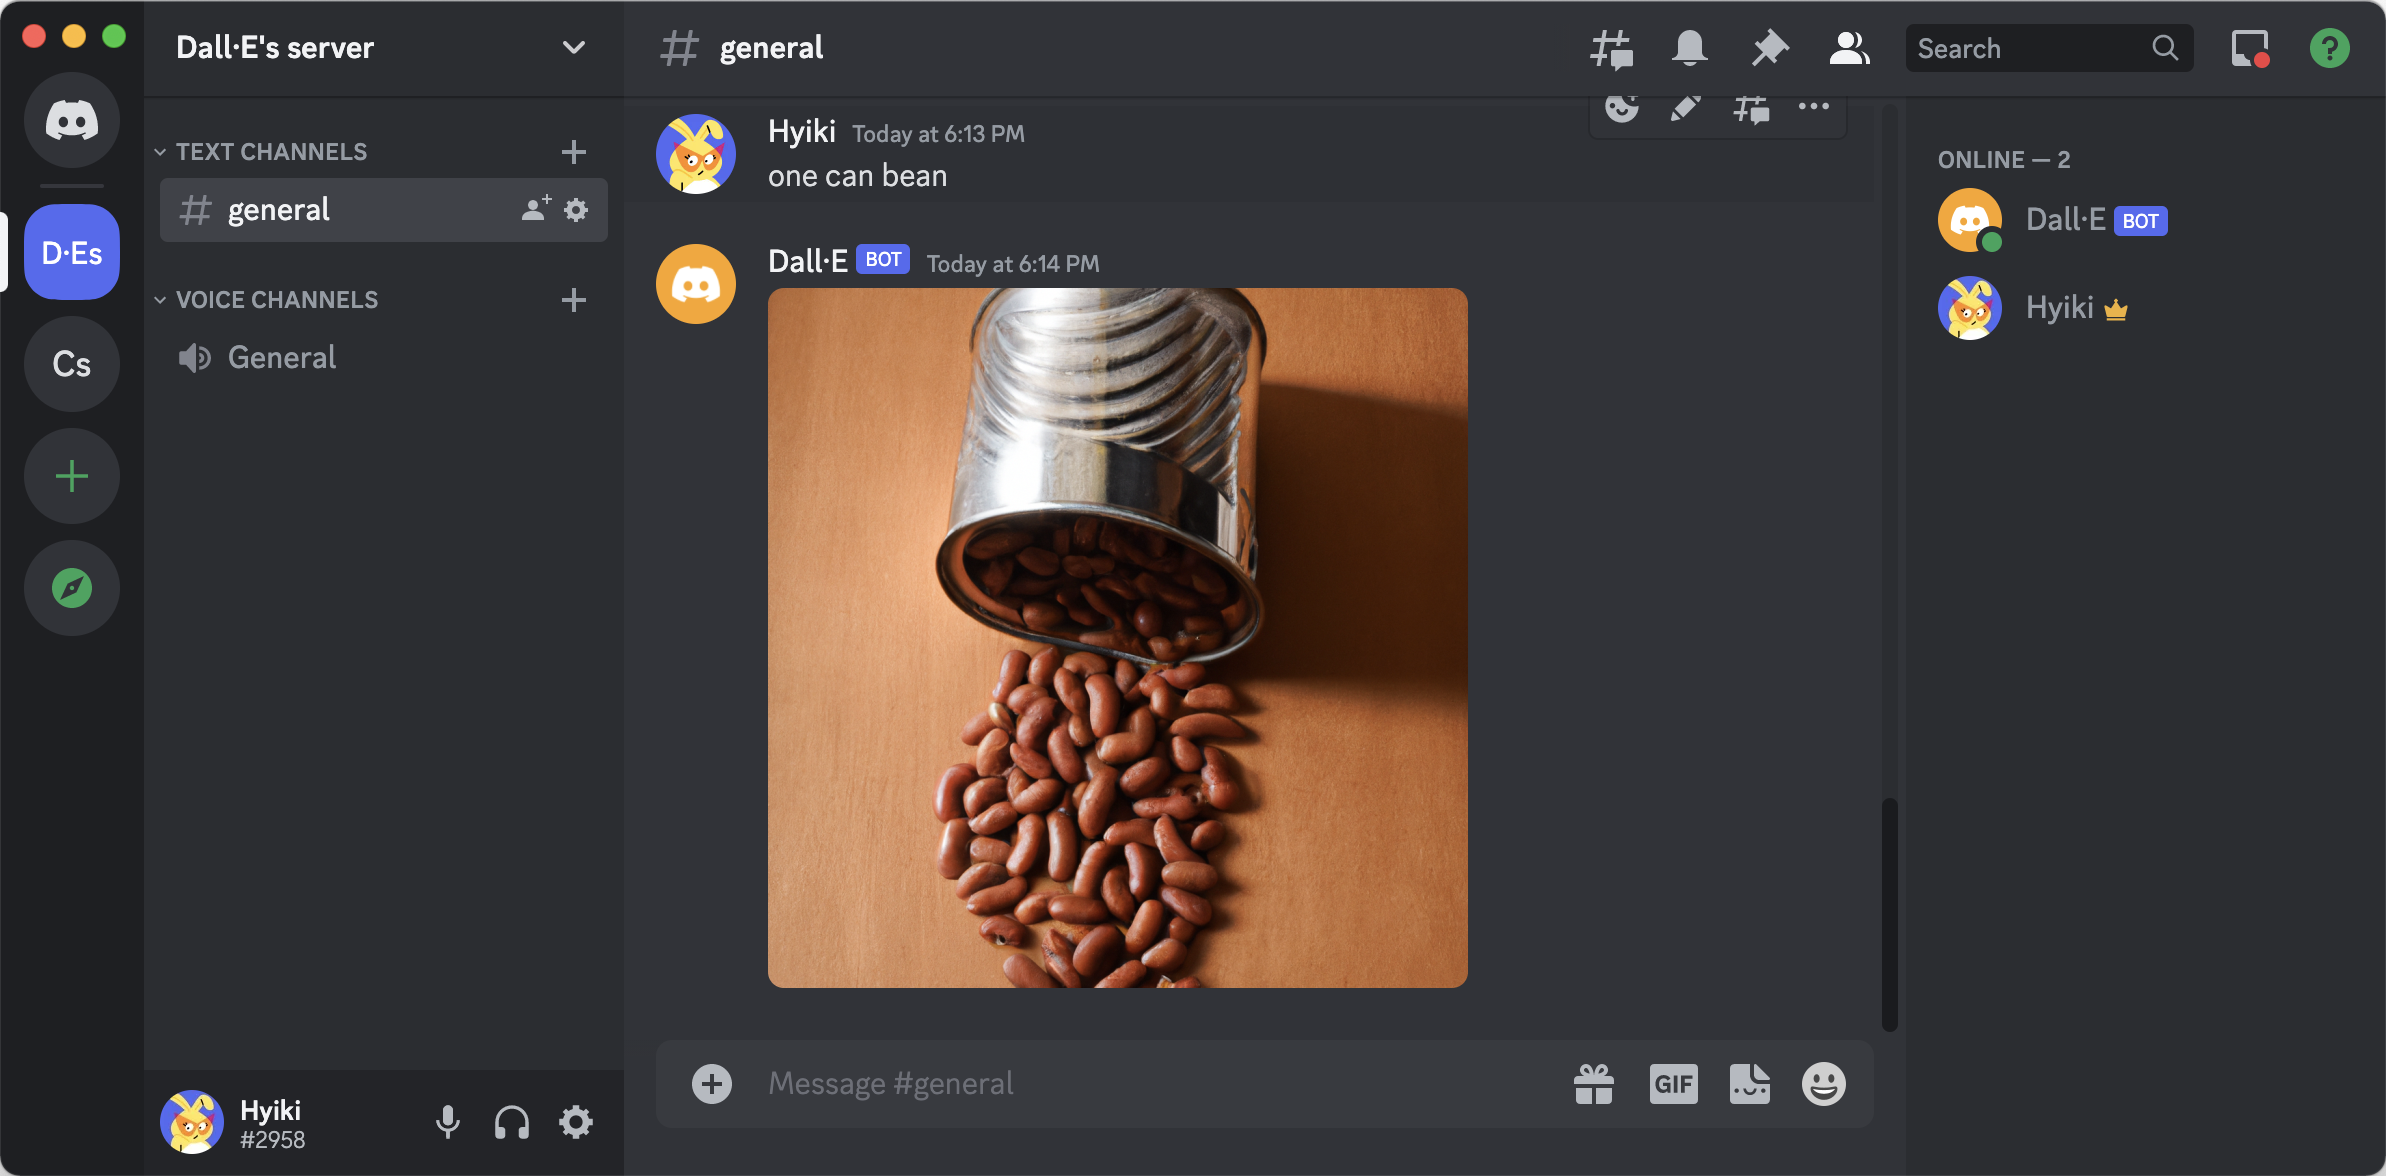 Dall·E's server
TEXT CHANNELS
general
VOICE CHANNELS
General
D·Es
Cs
Hyiki
#2958
general
Search
Hyiki Today at 6:13 PM
one can bean
Dall·E BOT Today at 6:14 PM
Message #general
GIF
ONLINE — 2
Dall·E BOT
Hyiki